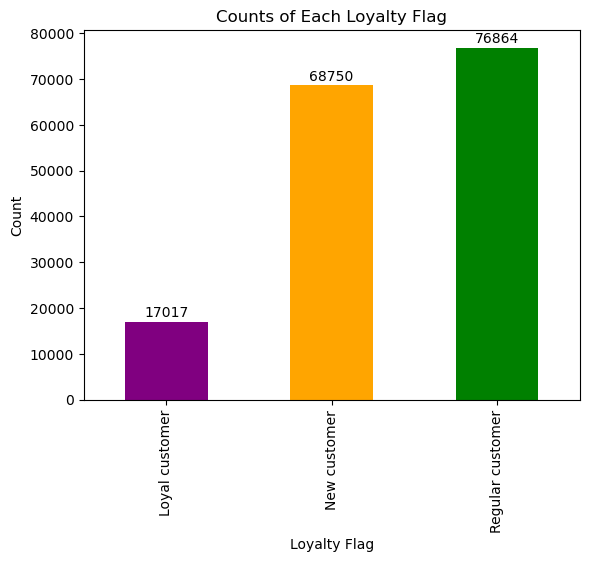 Counts of Each Loyalty Flag
80000
70000
60000
50000
40000
30000
20000
10000
0
Count
17017
68750
76864
Loyal customer
New customer
Regular customer
Loyalty Flag